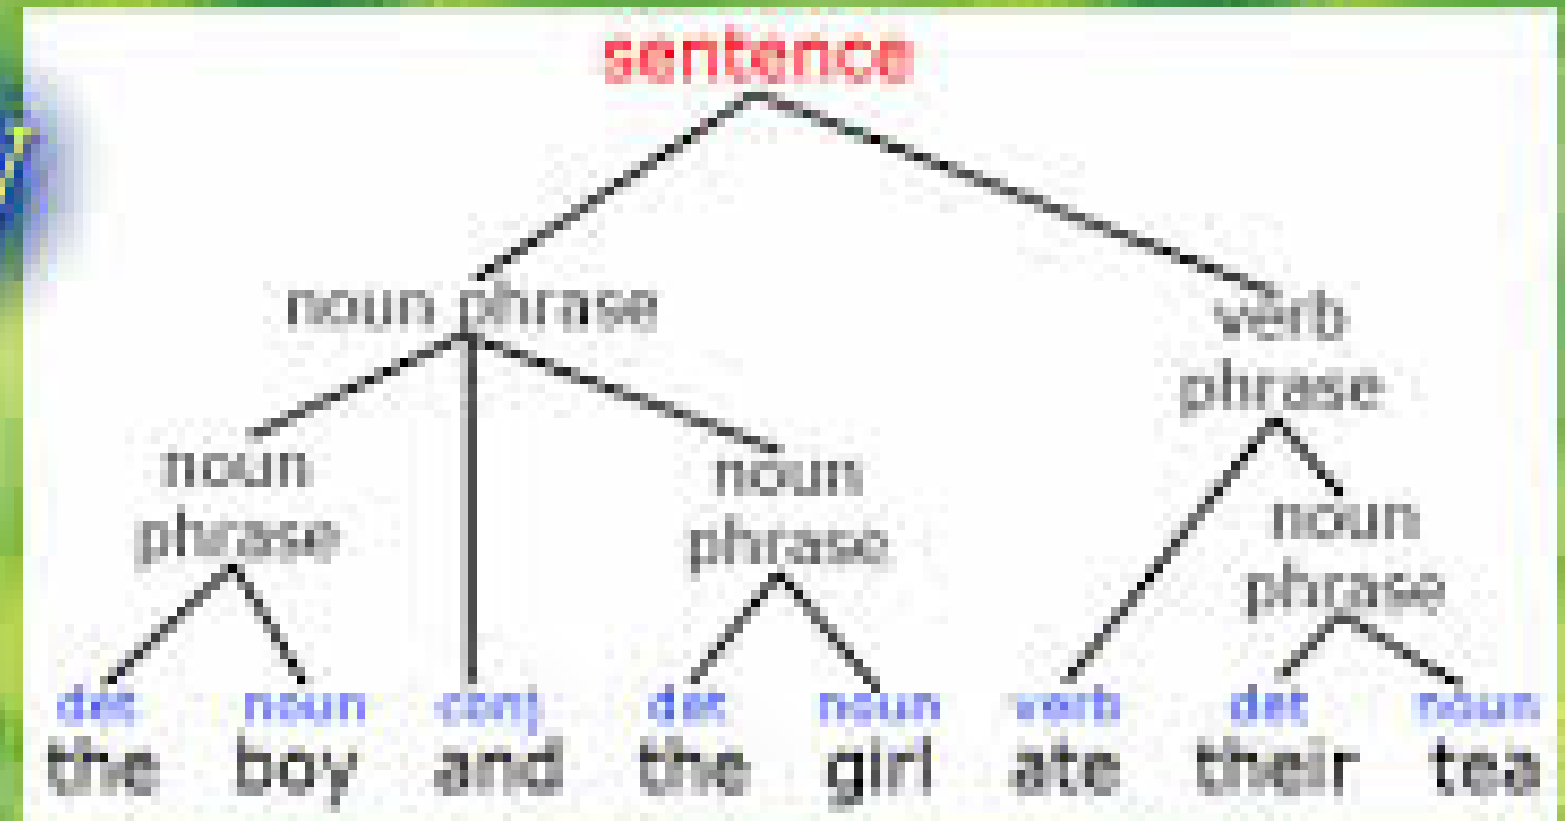 sentence
noun phrase
verb
phrase
noun
phrase
noun
phrase
noun
phrase
det noun conj det noun verb det noun
the boy and the girl ate their tea